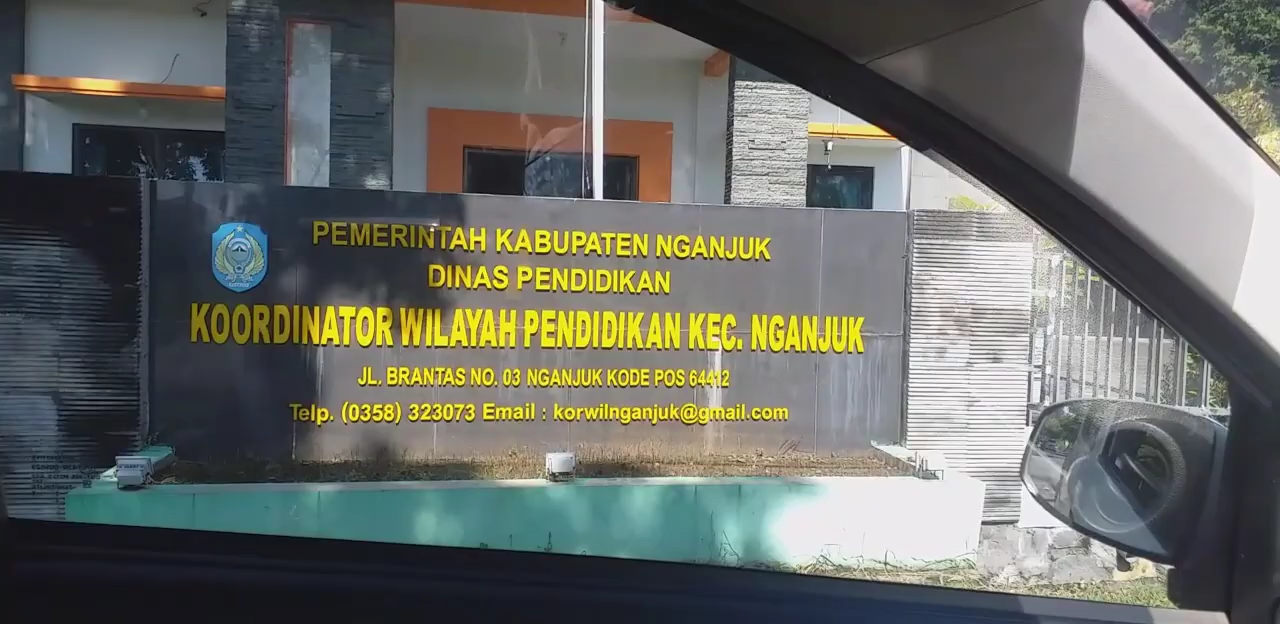 PEMERINTAH KABUPATEN NGANJUK
DINAS PENDIDIKAN
KOORDINATOR WILAYAH PENDIDIKAN KEC. NGANJUK
JL. BRANTAS NO. 03 NGANJUK KODE POS 64412
Telp. (0358) 323073 Email : korwilnganjuk@gmail.com